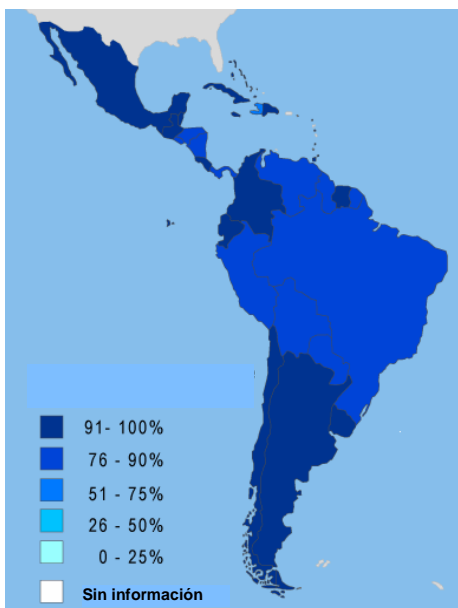 91- 100%
76 - 90%
51 - 75%
26 - 50%
0 - 25%
Sin información